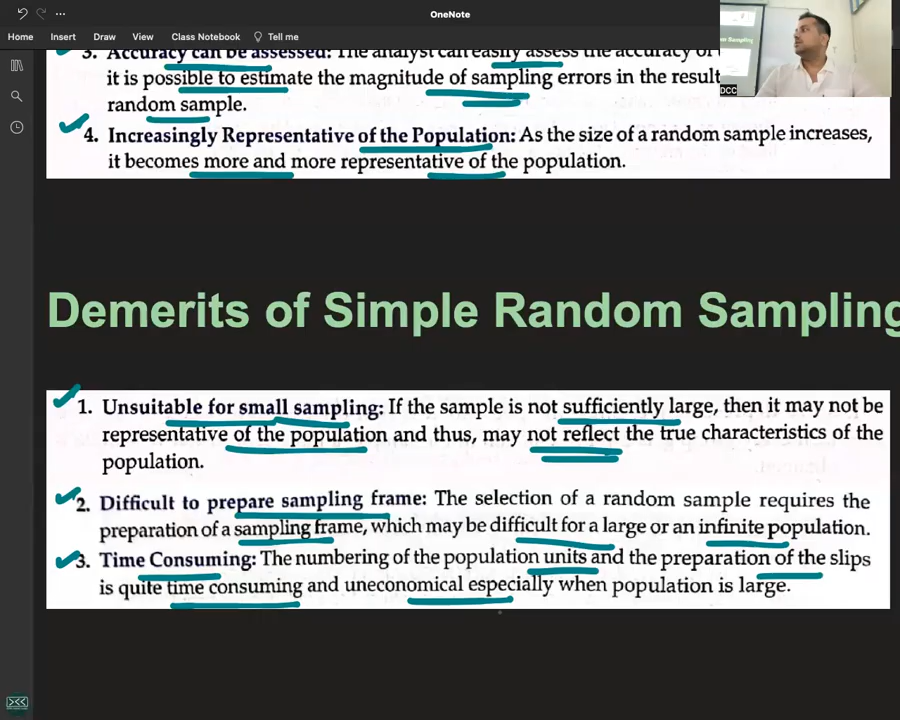 OneNote
Home Insert Draw View Class Notebook Tell me
3. Accuracy can be assessed: The analyst can easily assess the accuracy of
it is possible to estimate the magnitude of sampling errors in the result
random sample.
4. Increasingly Representative of the Population: As the size of a random sample increases,
it becomes more and more representative of the population.
DCC
Demerits of Simple Random Sampling
1. Unsuitable for small sampling: If the sample is not sufficiently large, then it may not be
representative of the population and thus, may not reflect the true characteristics of the
population.
2. Difficult to prepare sampling frame: The selection of a random sample requires the
preparation of a sampling frame, which may be difficult for a large or an infinite population.
3. Time Consuming: The numbering of the population units and the preparation of the slips
is quite time consuming and uneconomical especially when population is large.